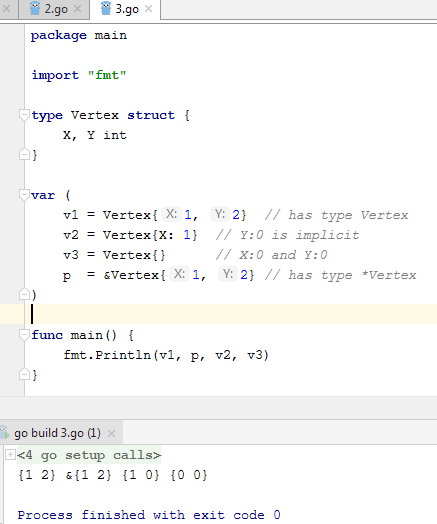 2.go 3.go
package main
import "fmt"
type Vertex struct {
X, Y int
}
var (
v1 = Vertex{ X: 1, Y: 2} // has type Vertex
v2 = Vertex{X: 1} // Y:0 is implicit
v3 = Vertex{} // X:0 and Y:0
p = &Vertex{ X: 1, Y: 2} // has type *Vertex
)
func main() {
fmt.Println(v1, p, v2, v3)
}
go build 3.go (1)
<4 go setup calls>
{1 2} &{1 2} {1 0} {0 0}
Process finished with exit code 0